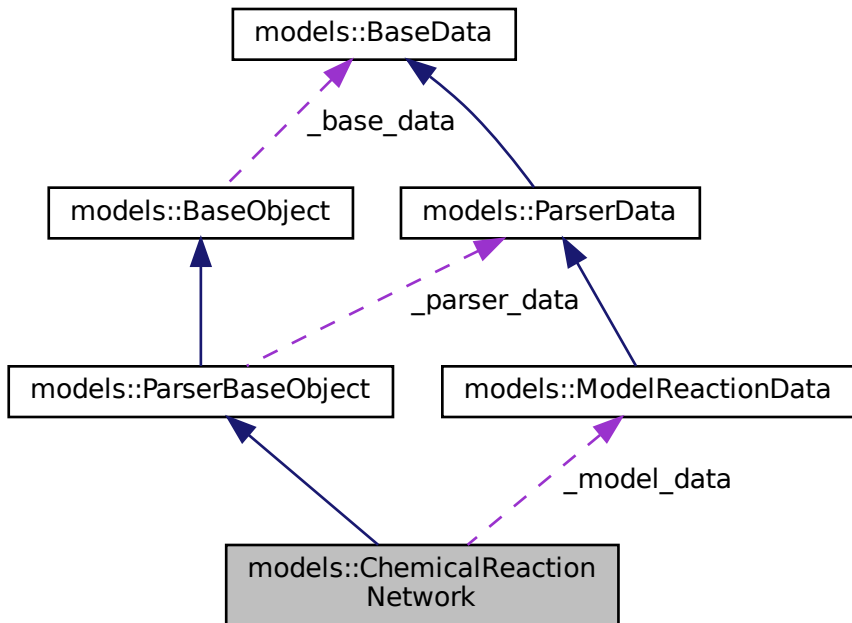 models::BaseData
_base_data
models::BaseObject
models::ParserData
_parser_data
models::ParserBaseObject
models::ModelReactionData
_model_data
models::ChemicalReaction
Network